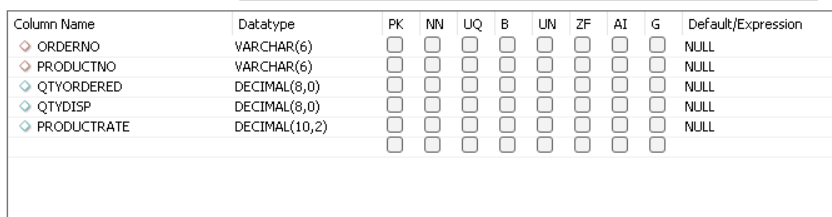 Column Name Datatype PK NN UQ B UN ZF AI G Default/Expression
ORDERNO VARCHAR(6) NULL
PRODUCTNO VARCHAR(6) NULL
QTYORDERED DECIMAL(8,0) NULL
QTYDISP DECIMAL(8,0) NULL
PRODUCTRATE DECIMAL(10,2) NULL